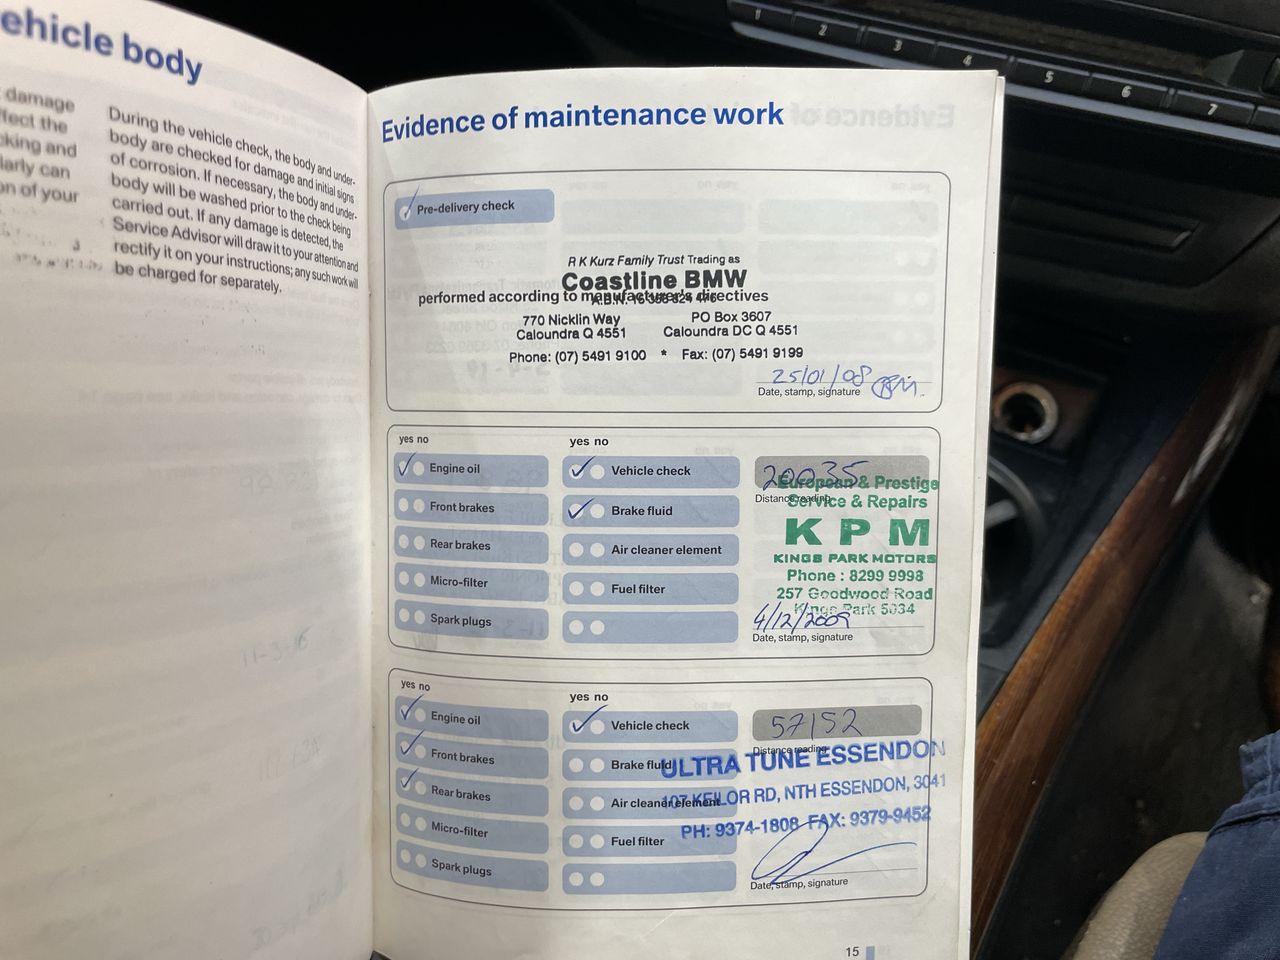 ehicle body
damage
ffect the
cking and
larly can
on of your
During the vehicle check, the body and under-
body are checked for damage and initial signs
of corrosion. If necessary, the body and under-
body will be washed prior to the check being
carried out. If any damage is detected, the
Service Advisor will draw it to your attention and
rectify it on your instructions; any such work will
be charged for separately.
Evidence of maintenance work
Pre-delivery check
R K Kurz Family Trust Trading as
Coastline BMW
performed according to manufacturer's directives
A.B.N.
770 Nicklin Way
Caloundra Q 4551
PO Box 3607
Caloundra DC Q 4551
Phone: (07) 5491 9100 * Fax: (07) 5491 9199
25/01/08
Date, stamp, signature
yes no
Engine oil
Front brakes
Rear brakes
Micro-filter
Spark plugs
yes no
Vehicle check
Brake fluid
Air cleaner element
Fuel filter
20035
Distance reading
European & Prestige
Service & Repairs
K P M
KINGS PARK MOTORS
Phone : 8299 9998
257 Goodwood Road
Kings Park 5034
4/12/2009
Date, stamp, signature
yes no
Engine oil
Front brakes
Rear brakes
Micro-filter
Spark plugs
yes no
Vehicle check
Brake fluid
Air cleaner element
Fuel filter
57152
Distance reading
ULTRA TUNE ESSENDON
107 KEILOR RD, NTH ESSENDON, 3041
PH: 9374-1808 FAX: 9379-9452
Date, stamp, signature
15
1
2
3
4
5
6
7